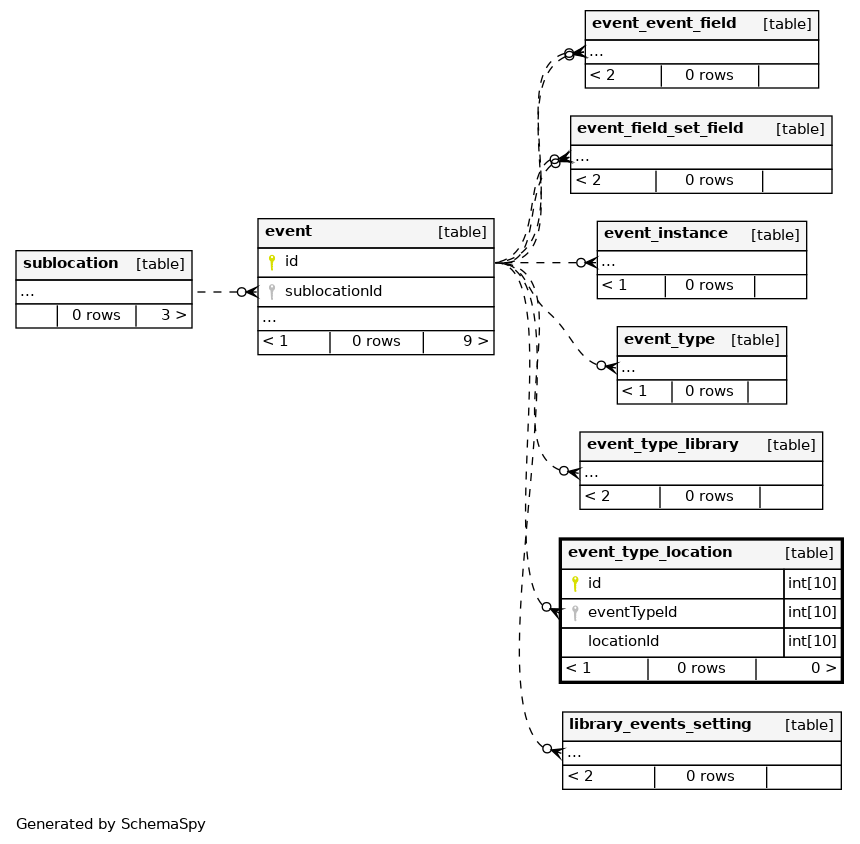 event_event_field [table]
...
< 2 0 rows
event_field_set_field [table]
...
< 2 0 rows
event_instance [table]
...
< 1 0 rows
event [table]
id
sublocationId
...
< 1 0 rows 9 >
sublocation [table]
...
0 rows 3 >
event_type [table]
...
< 1 0 rows
event_type_library [table]
...
< 2 0 rows
event_type_location [table]
id int[10]
eventTypeId int[10]
locationId int[10]
< 1 0 rows 0 >
library_events_setting [table]
...
< 2 0 rows
Generated by SchemaSpy